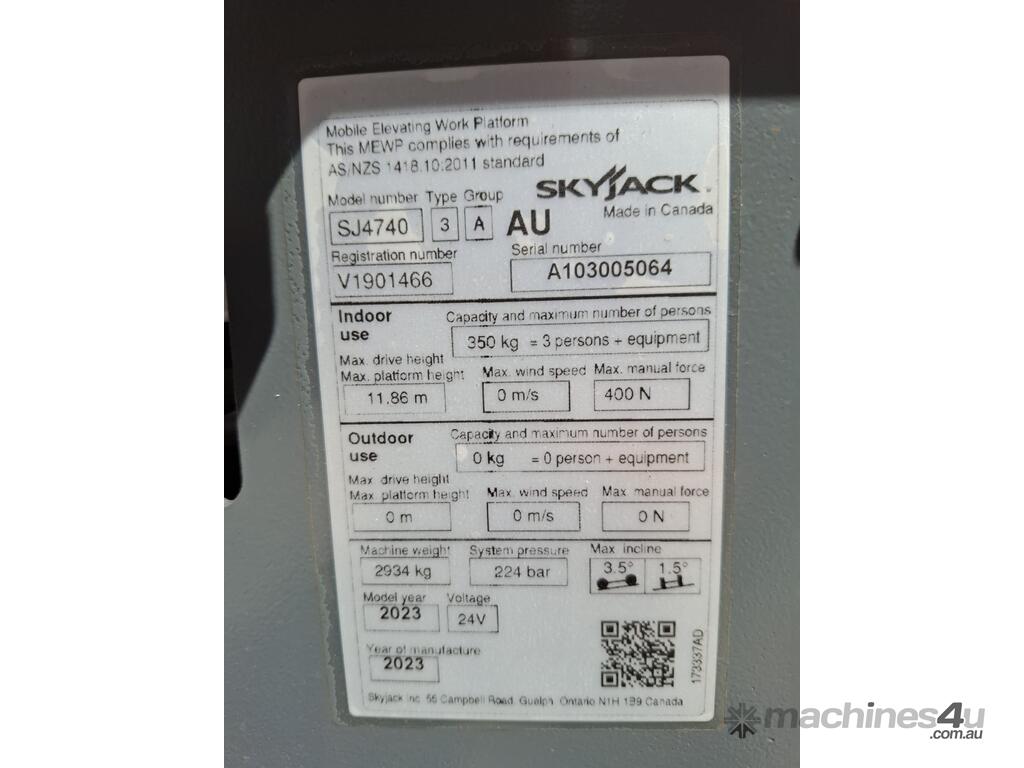 Mobile Elevating Work Platform
This MEWP complies with requirements of
AS/NZS 1418.10:2011 standard
SKYJACK
Made in Canada
Model number Type Group
SJ4740 3 A AU
Registration number Serial number
V1901466 A103005064
Indoor use
Capacity and maximum number of persons
350 kg = 3 persons + equipment
Max. drive height
Max. platform height Max. wind speed Max. manual force
11.86 m 0 m/s 400 N
Outdoor use
Capacity and maximum number of persons
0 kg = 0 person + equipment
Max. drive height
Max. platform height Max. wind speed Max. manual force
0 m 0 m/s 0 N
Machine weight System pressure Max incline
2934 kg 224 bar 3.5° 1.5°
Model year Voltage
2023 24V
Year of manufacture
2023
173337AD
Skyjack Inc. 55 Campbell Road, Guelph, Ontario N1H 1B9 Canada
machines4u
.com.au